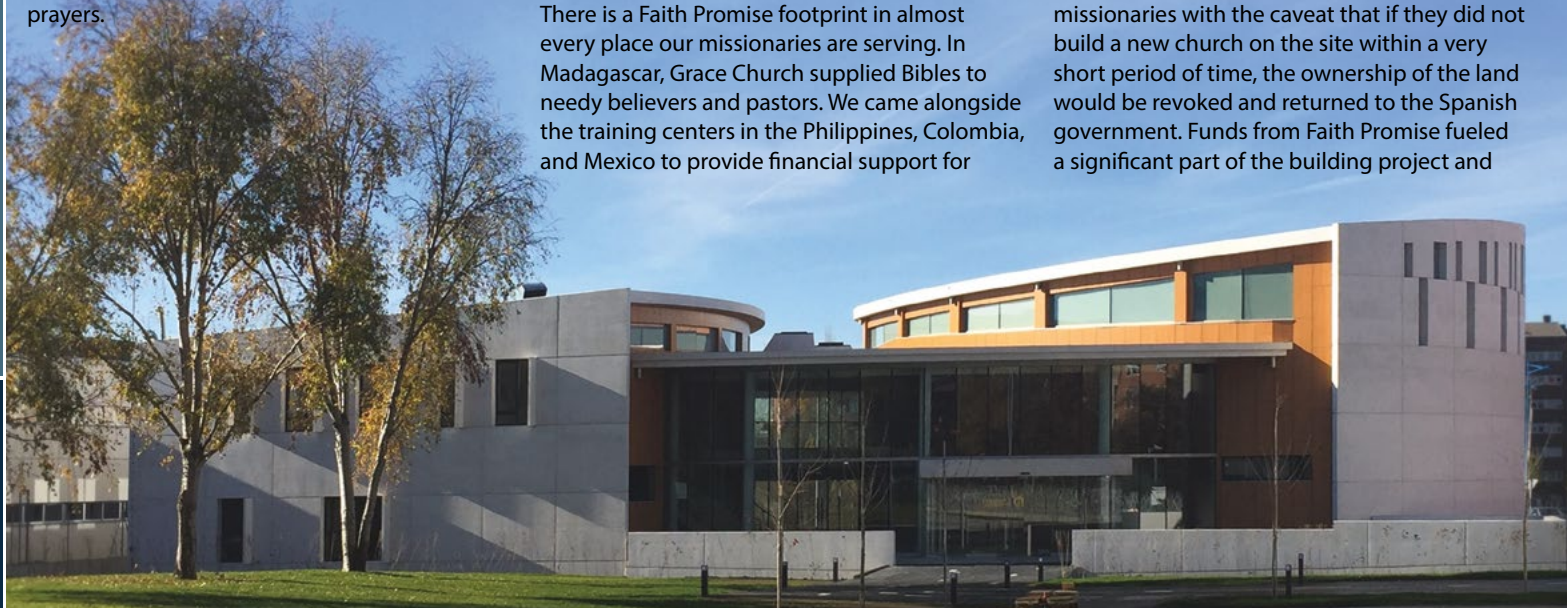 prayers.
There is a Faith Promise footprint in almost
every place our missionaries are serving. In
Madagascar, Grace Church supplied Bibles to
needy believers and pastors. We came alongside
the training centers in the Philippines, Colombia,
and Mexico to provide financial support for
missionaries with the caveat that if they did not
build a new church on the site within a very
short period of time, the ownership of the land
would be revoked and returned to the Spanish
government. Funds from Faith Promise fueled
a significant part of the building project and